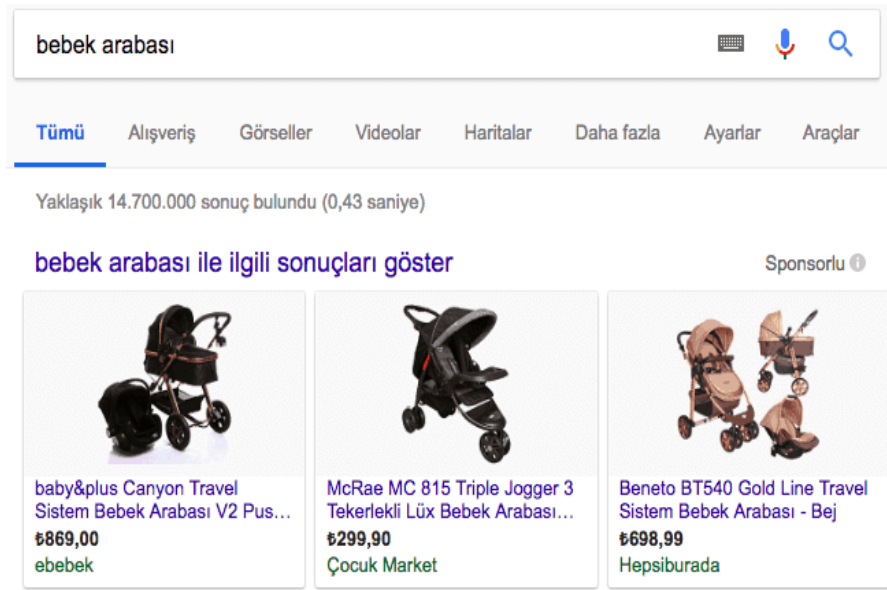 bebek arabası
Tümü Alışveriş Görseller Videolar Haritalar Daha fazla Ayarlar Araçlar
Yaklaşık 14.700.000 sonuç bulundu (0,43 saniye)
bebek arabası ile ilgili sonuçları göster
Sponsorlu
baby&plus Canyon Travel
Sistem Bebek Arabası V2 Pus...
₺869,00
ebebek
McRae MC 815 Triple Jogger 3
Tekerlekli Lüx Bebek Arabası...
₺299,90
Çocuk Market
Beneto BT540 Gold Line Travel
Sistem Bebek Arabası - Bej
₺698,99
Hepsiburada